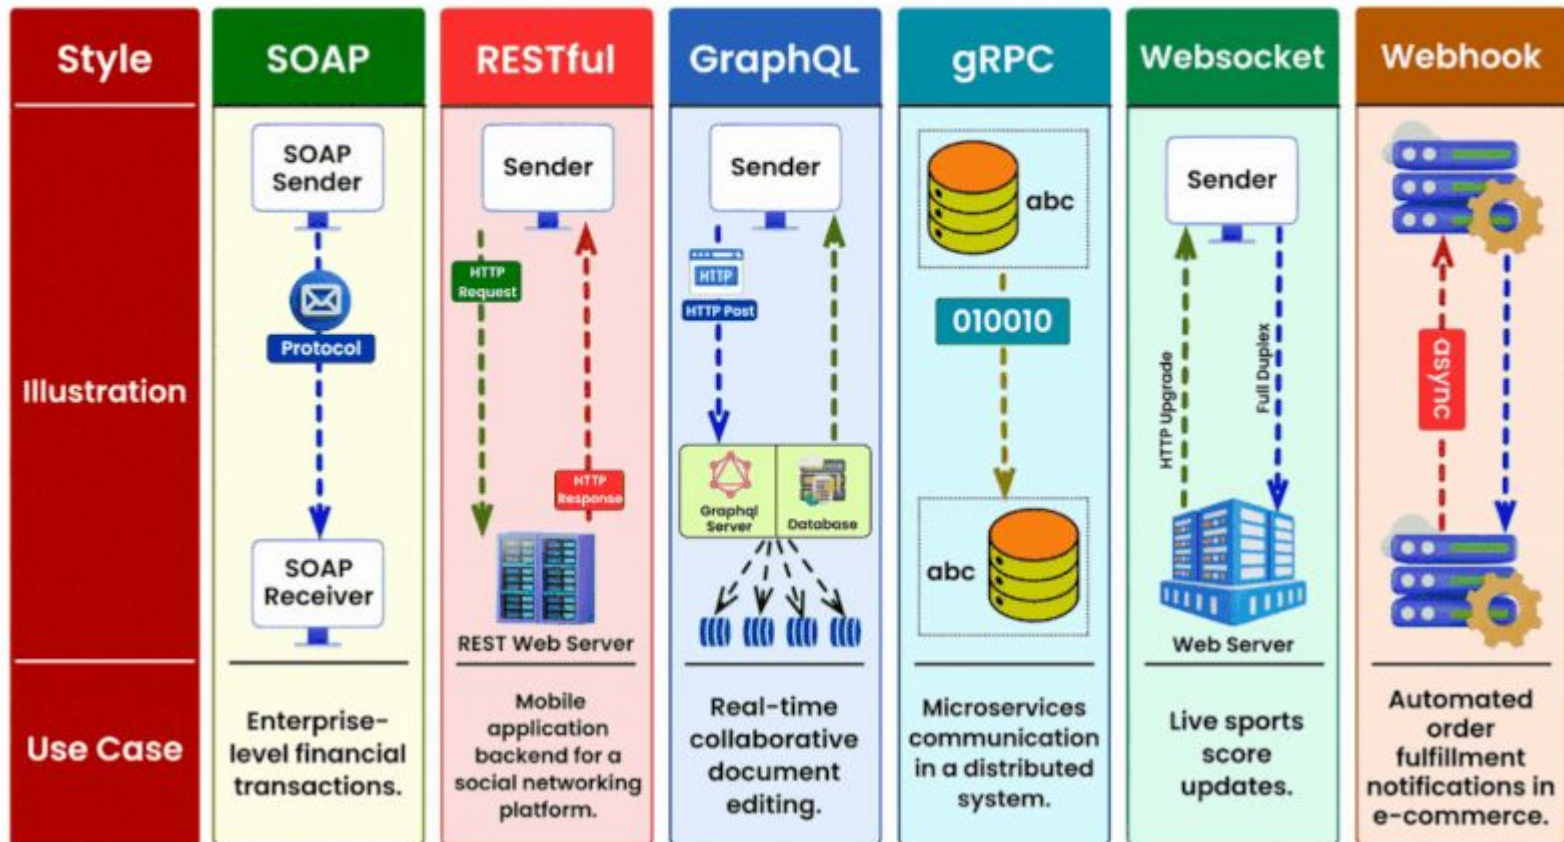 Style
SOAP
RESTful
GraphQL
gRPC
Websocket
Webhook
Illustration
SOAP
Sender
Protocol
SOAP
Receiver
Sender
HTTP
Request
HTTP
Response
REST Web Server
Sender
HTTP
HTTP Post
Graphql
Server
Database
abc
010010
abc
Sender
HTTP Upgrade
Full Duplex
Web Server
async
Use Case
Enterprise-
level financial
transactions.
Mobile
application
backend for a
social networking
platform.
Real-time
collaborative
document
editing.
Microservices
communication
in a distributed
system.
Live sports
score
updates.
Automated
order
fulfillment
notifications in
e-commerce.